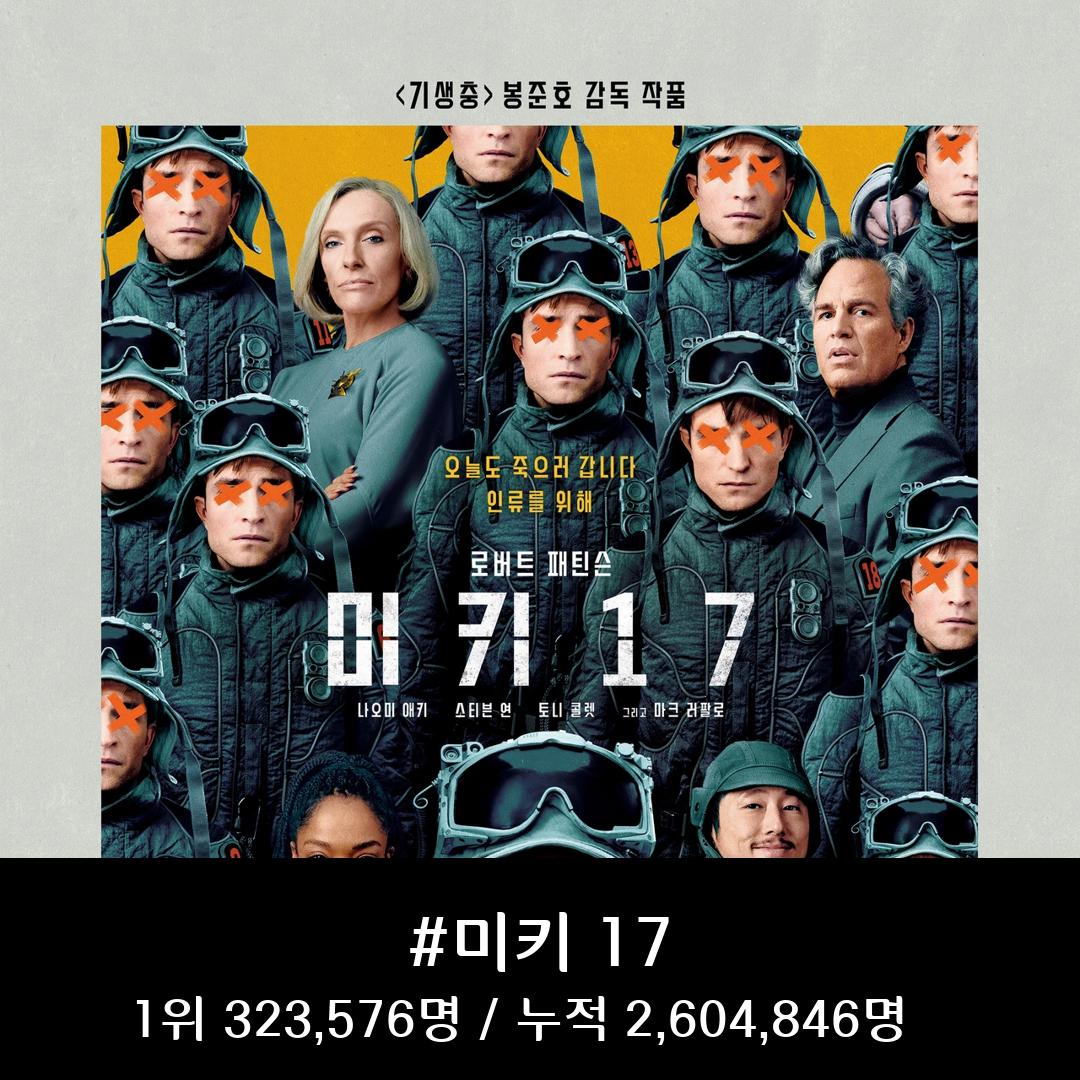 <기생충> 봉준호 감독 작품
13
11
오늘도 죽으러 갑니다
인류를 위해
로버트 패틴슨
18
미키 17
나오미 애키 스티븐 연 토니 콜렛 그리고 마크 러팔로
#미키 17
1위 323,576명 / 누적 2,604,846명